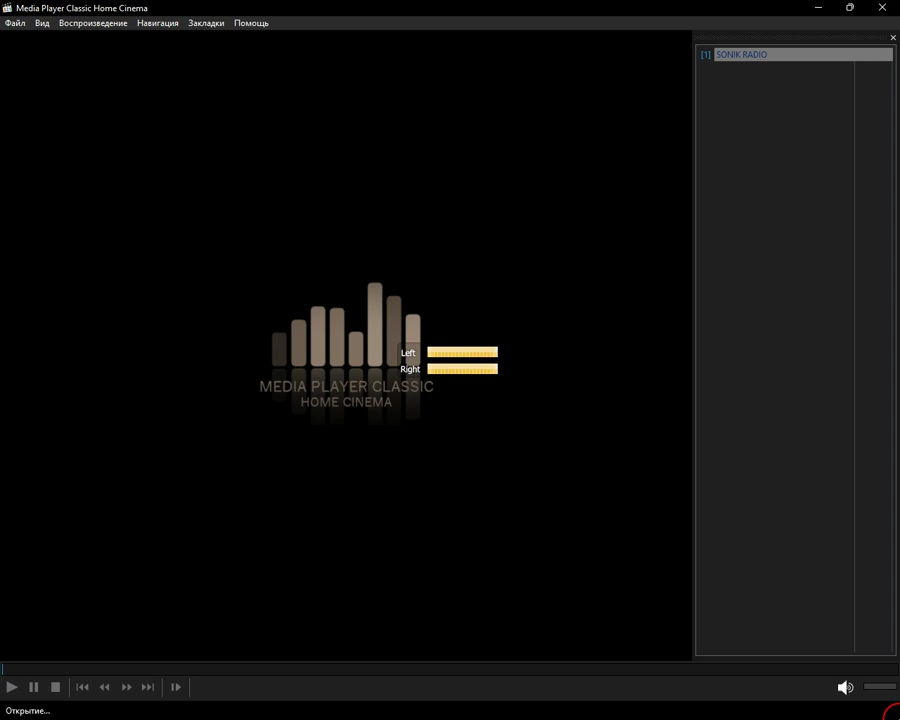 Media Player Classic Home Cinema
Файл Вид Воспроизведение Навигация Закладки Помощь
[1] SONIK RADIO
Left
Right
MEDIA PLAYER CLASSIC
HOME CINEMA
Открытие...